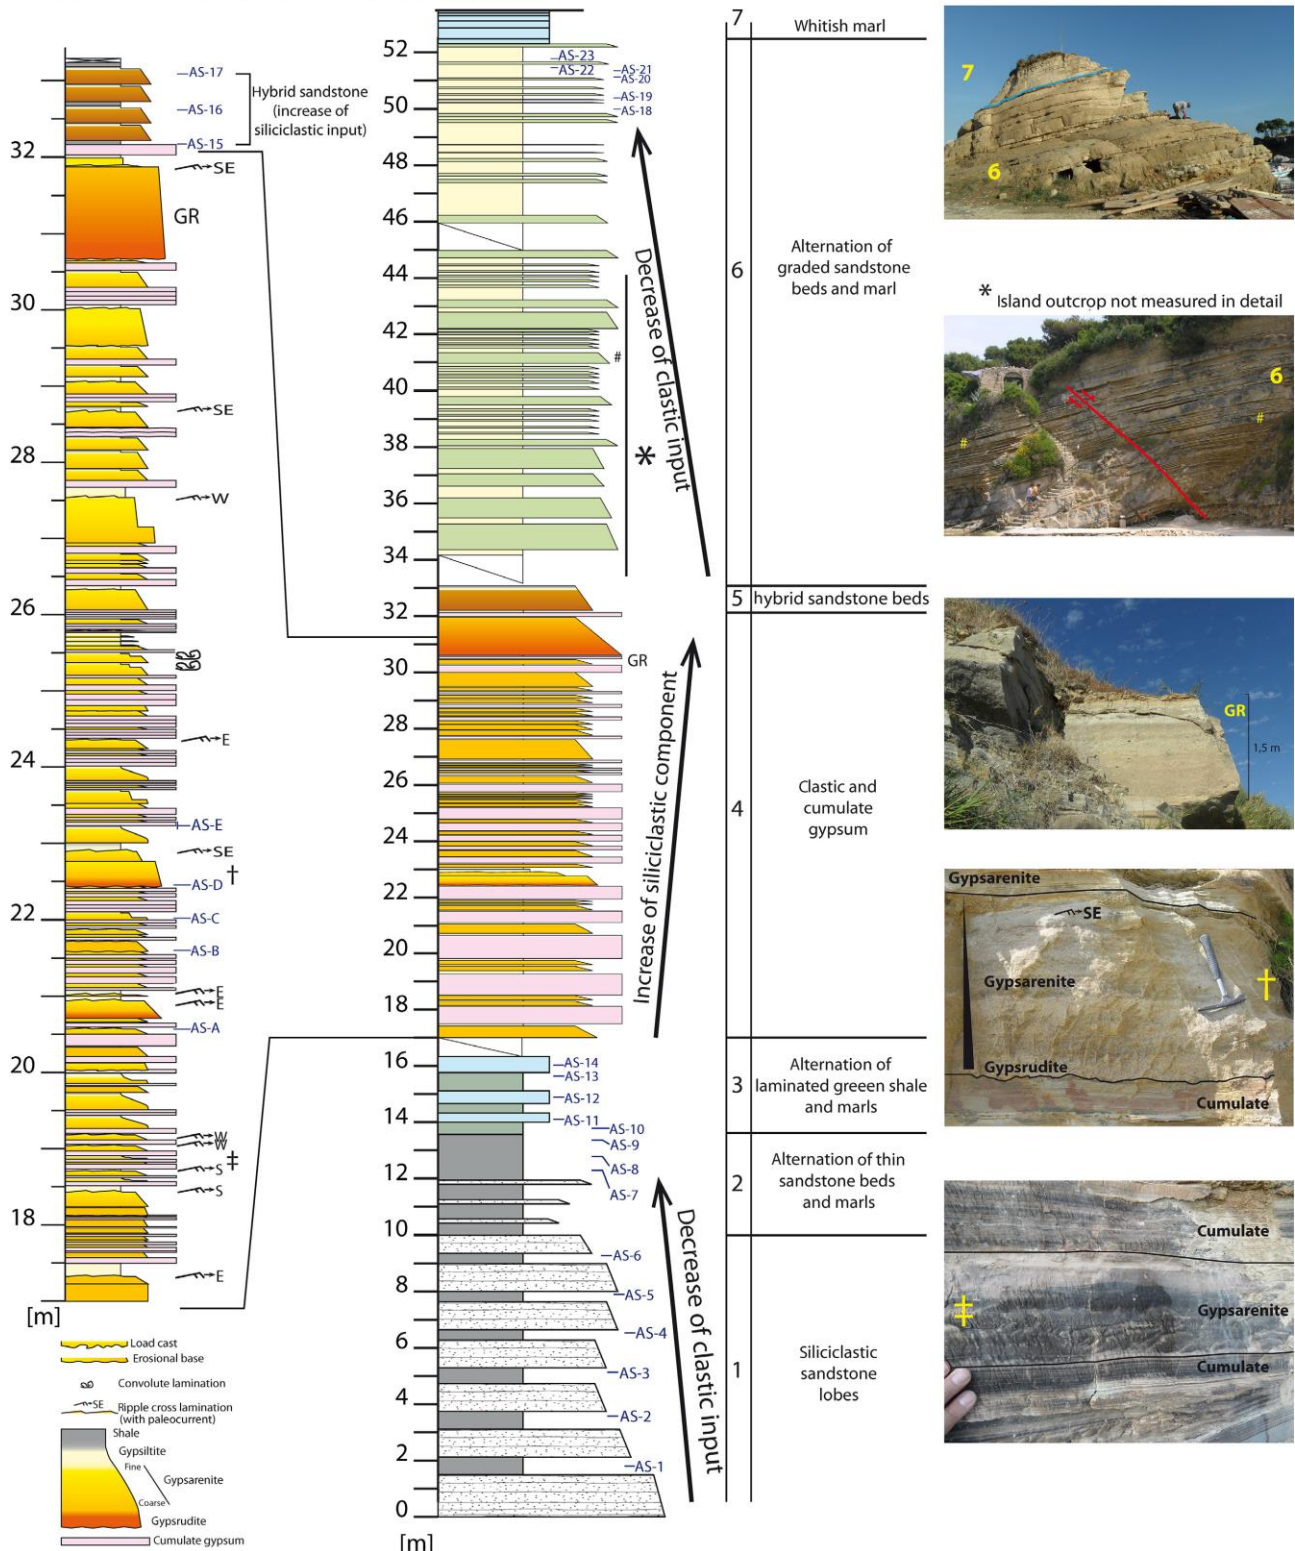 AS-17
Hybrid sandstone
(increase of
siliciclastic input)
AS-16
AS-15
32
SE
GR
30
SE
28
W
26
E
24
AS-E
SE
†
AS-D
22
AS-C
AS-B
E
E
AS-A
20
W
W
‡
S
S
18
E
[m]
Load cast
Erosional base
Convolute lamination
SE
Ripple cross lamination
(with paleocurrent)
Shale
Gypsiltite
Fine
Gypsarenite
Coarse
Gypsrudite
Cumulate gypsum
52
AS-23
AS-22
AS-21
AS-20
50
AS-19
AS-18
48
46
44
42
#
40
38
*
36
34
32
30
GR
28
26
24
22
20
18
16
AS-14
AS-13
AS-12
14
AS-11
AS-10
AS-9
12
AS-8
AS-7
10
AS-6
8
AS-5
AS-4
6
AS-3
4
AS-2
2
AS-1
0
[m]
Decrease of clastic input
Increase of siliciclastic component
Decrease of clastic input
7
Whitish marl
6
Alternation of
graded sandstone
beds and marl
5
hybrid sandstone beds
4
Clastic and
cumulate
gypsum
3
Alternation of
laminated greeen shale
and marls
2
Alternation of thin
sandstone beds
and marls
1
Siliciclastic
sandstone
lobes
7
6
* Island outcrop not measured in detail
6
#
#
GR
1,5 m
Gypsarenite
SE
Gypsarenite
†
Gypsrudite
Cumulate
Cumulate
‡
Gypsarenite
Cumulate